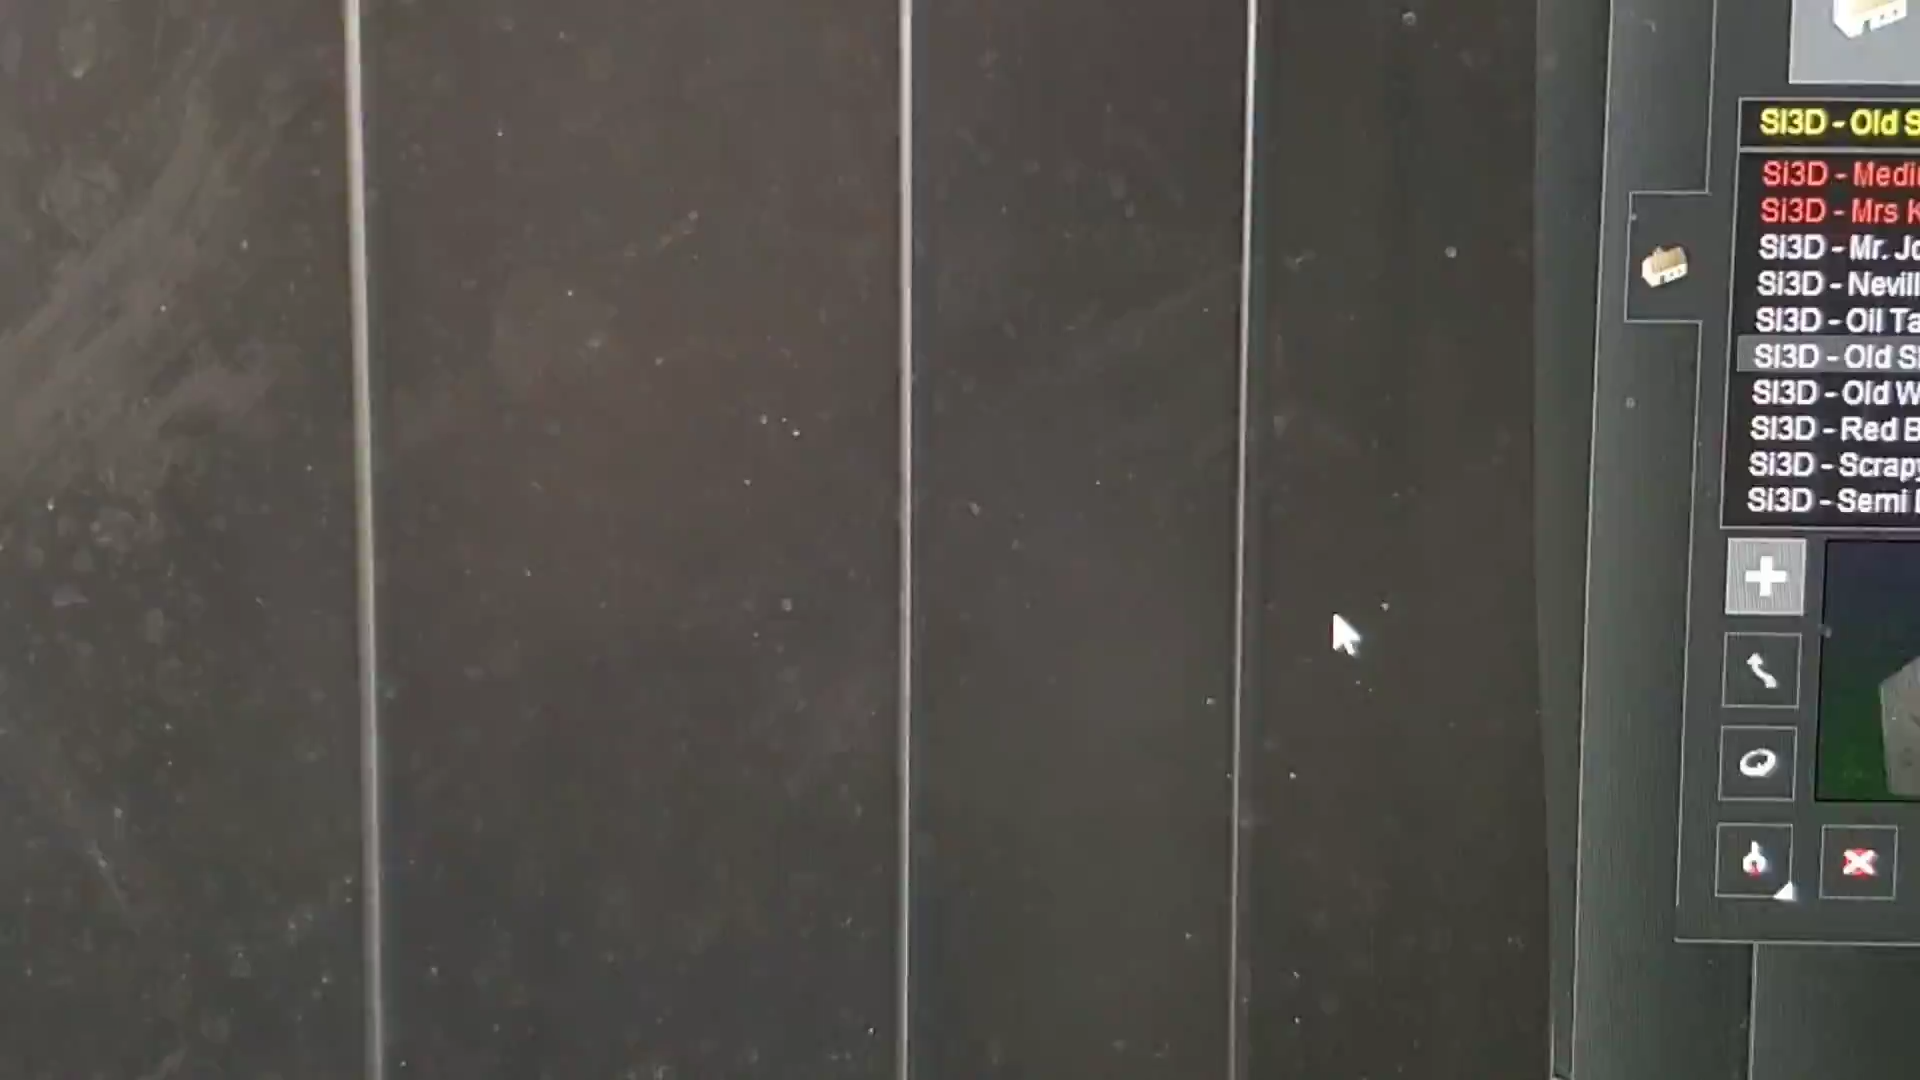 SI3D - Old S
Si3D - Medi
Si3D - Mrs K
SI3D - Mr. Jo
SI3D - Nevill
SI3D - Oil Ta
SI3D - Old S
SI3D - Old W
SI3D - Red B
SI3D - Scrapy
SI3D - Semi